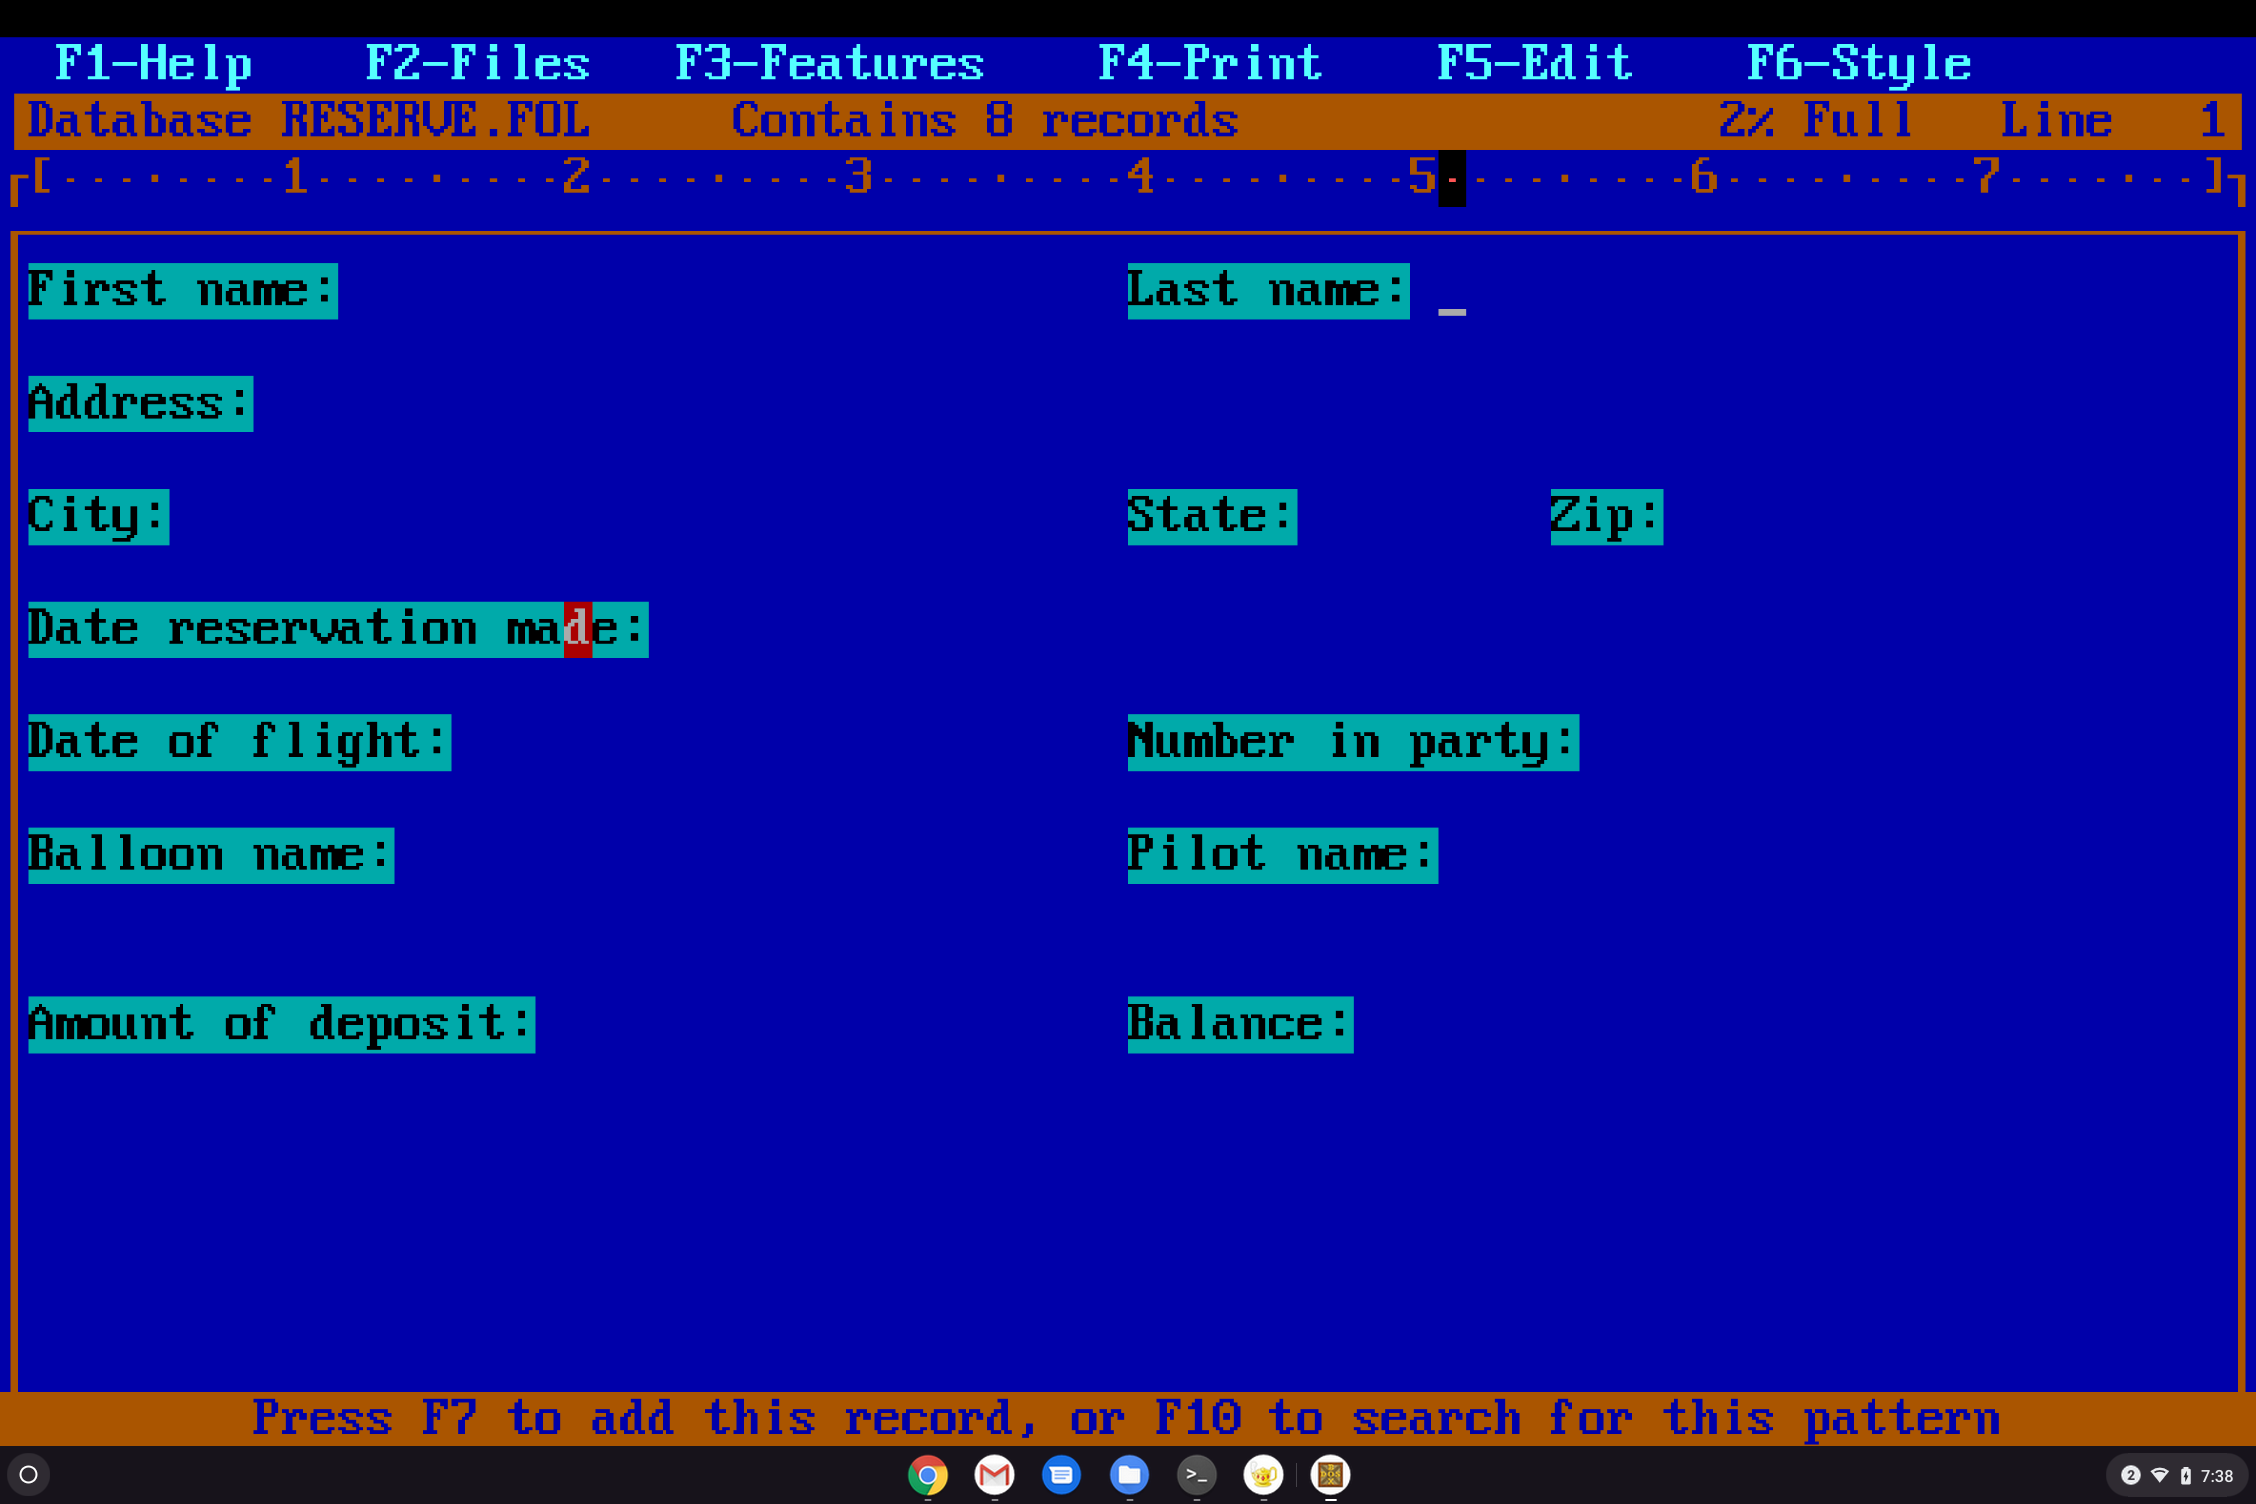 F1-Help F2-Files F3-Features F4-Print F5-Edit F6-Style
Database RESERVE.FOL Contains 8 records 2% Full Line 1
[····•····1····•····2····•····3····•····4····•····5····•····6····•····7····•··]
First name: Last name: _
Address:
City: State: Zip:
Date reservation made:
Date of flight: Number in party:
Balloon name: Pilot name:
Amount of deposit: Balance:
Press F7 to add this record, or F10 to search for this pattern
>_ DOS 2 7:38